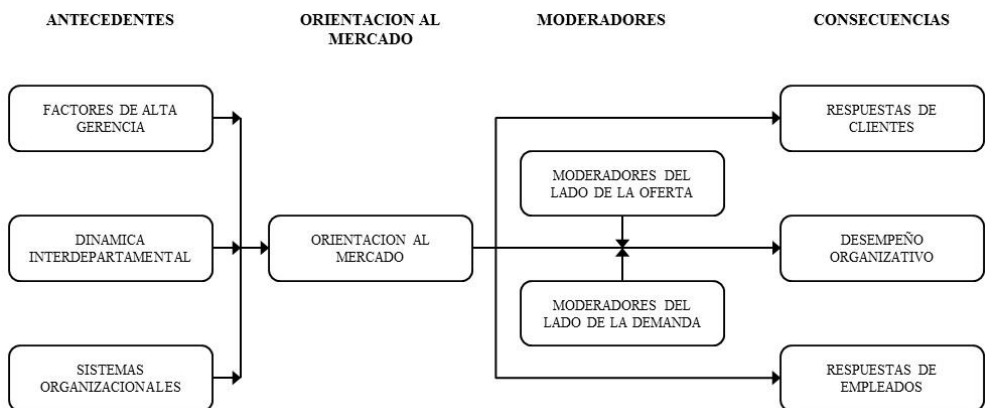 ANTECEDENTES
ORIENTACION AL
MERCADO
MODERADORES
CONSECUENCIAS
FACTORES DE ALTA
GERENCIA
RESPUESTAS DE
CLIENTES
MODERADORES DEL
LADO DE LA OFERTA
DINAMICA
INTERDEPARTAMENTAL
ORIENTACION AL
MERCADO
DESEMPEÑO
ORGANIZATIVO
MODERADORES DEL
LADO DE LA DEMANDA
SISTEMAS
ORGANIZACIONALES
RESPUESTAS DE
EMPLEADOS